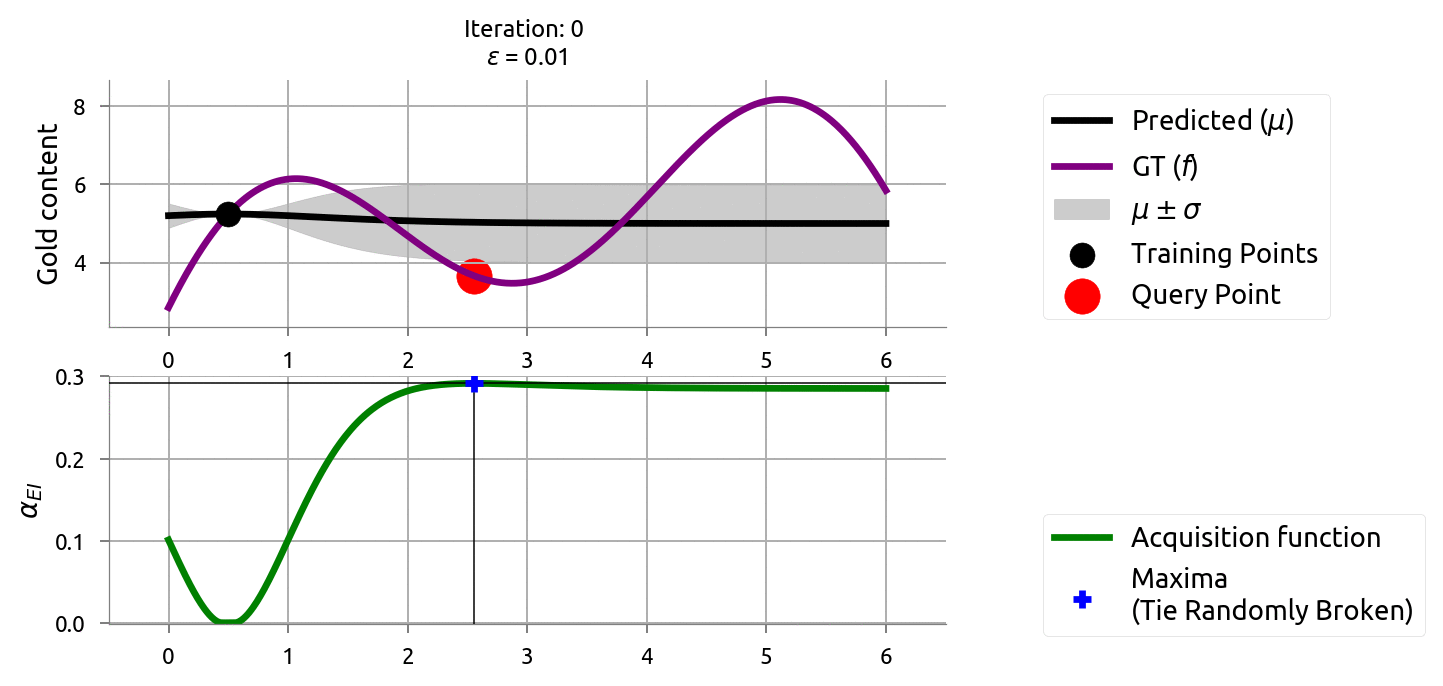 Iteration: 0
ε = 0.01
Gold content
8
6
4
0 1 2 3 4 5 6
Predicted (μ)
GT (f)
μ ± σ
Training Points
Query Point
α_EI
0.3
0.2
0.1
0.0
0 1 2 3 4 5 6
Acquisition function
Maxima
(Tie Randomly Broken)